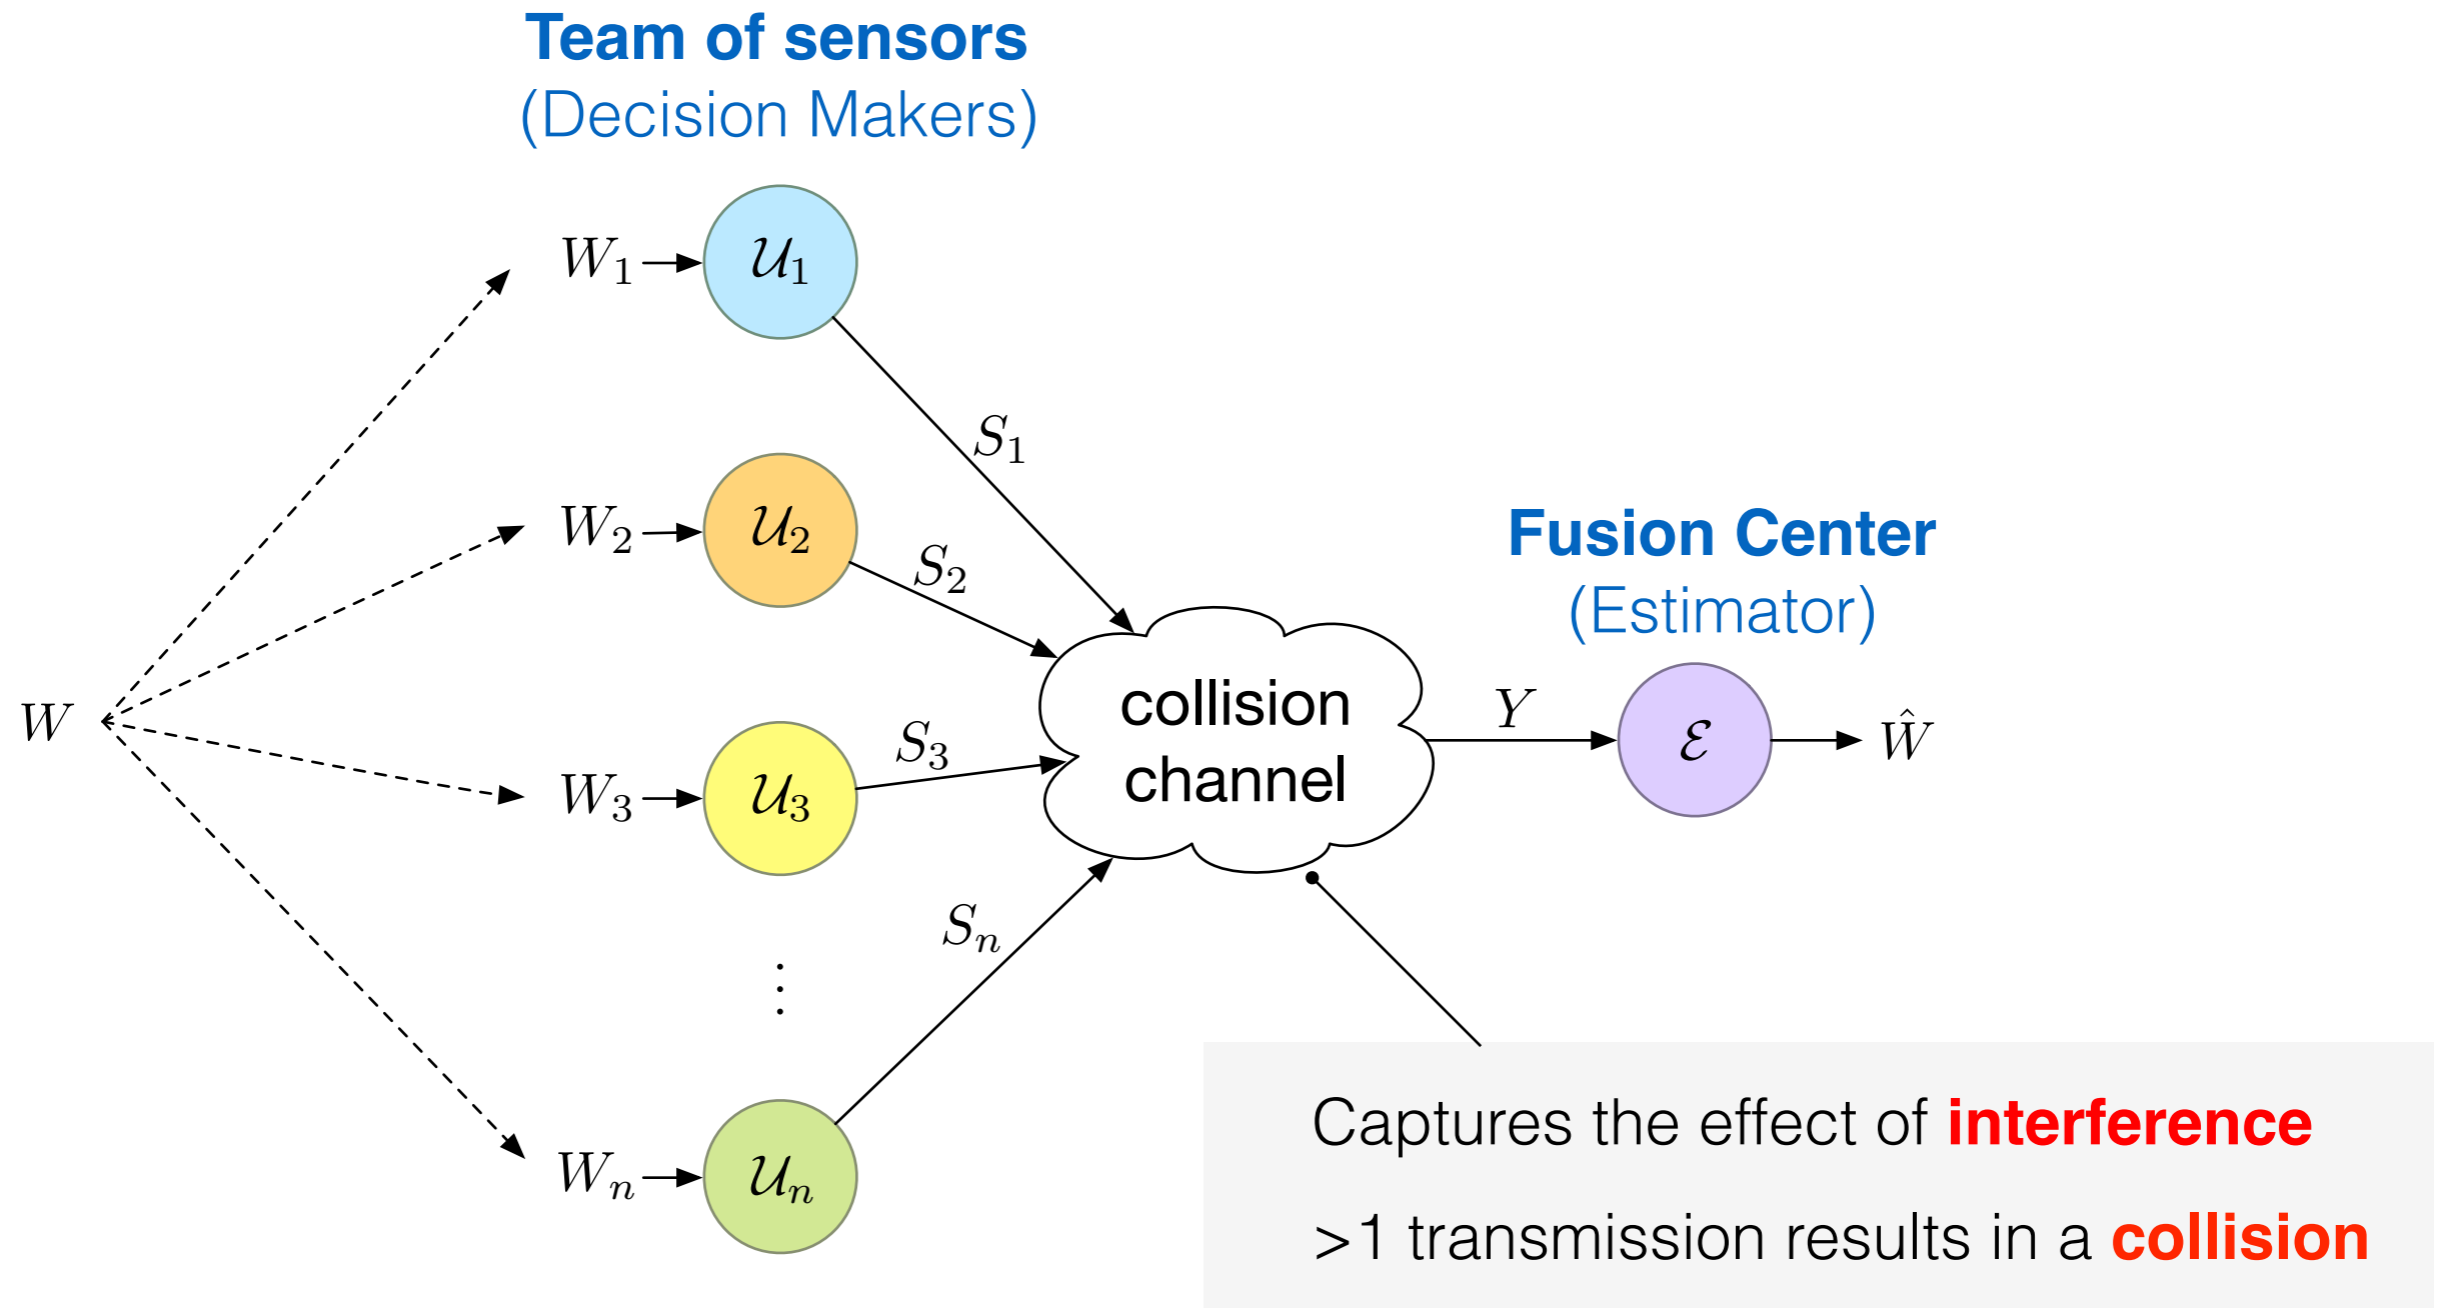 Team of sensors
(Decision Makers)
W₁
𝒰₁
S₁
W₂
𝒰₂
S₂
Fusion Center
(Estimator)
W
W₃
𝒰₃
S₃
collision
channel
Y
ℰ
Ŵ
Sₙ
⋮
Wₙ
𝒰ₙ
Captures the effect of interference
>1 transmission results in a collision